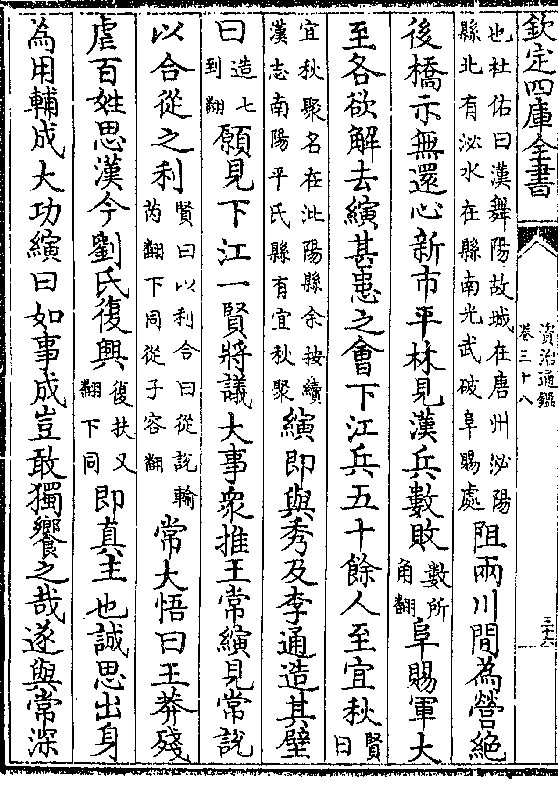 欽定四庫全書
資治通鑑
卷三十八
三十六
也杜佑曰漢舞陽故城在唐州泌陽
縣北有泌水在縣南光武破阜賜處
阻兩川間為營絶
後橋示無還心新市平林見漢兵數敗
數所
角翻
阜賜軍大
至各欲解去縯甚患之會下江兵五十餘人至宜秋
賢曰
宜秋聚名在沘陽縣余按續
漢志南陽平氏縣有宜秋聚
縯即與秀及李通造其壁
曰
造七
到翻
願見下江一賢將議大事衆推王常縯見常說
以合從之利
賢曰以利合曰從説輸
芮翻下同從子容翻
常大悟曰王莽殘
虐百姓思漢今劉氏復興
復扶又
翻下同
即真主也誠思出身
為用輔成大功縯曰如事成豈敢獨饗之哉遂與常深